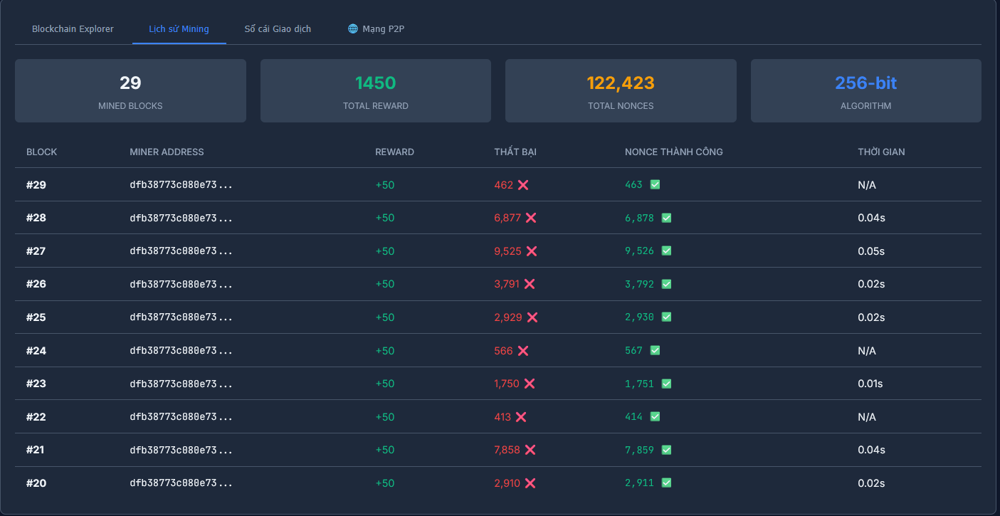 Blockchain Explorer Lịch sử Mining Sổ cái Giao dịch 🌐 Mạng P2P
29 1450 122,423 256-bit
MINED BLOCKS TOTAL REWARD TOTAL NONCES ALGORITHM
BLOCK MINER ADDRESS REWARD THẤT BẠI NONCE THÀNH CÔNG THỜI GIAN
#29 dfb38773c080e73... +50 462 ❌ 463 ✅ N/A
#28 dfb38773c080e73... +50 6,877 ❌ 6,878 ✅ 0.04s
#27 dfb38773c080e73... +50 9,525 ❌ 9,526 ✅ 0.05s
#26 dfb38773c080e73... +50 3,791 ❌ 3,792 ✅ 0.02s
#25 dfb38773c080e73... +50 2,929 ❌ 2,930 ✅ 0.02s
#24 dfb38773c080e73... +50 566 ❌ 567 ✅ N/A
#23 dfb38773c080e73... +50 1,750 ❌ 1,751 ✅ 0.01s
#22 dfb38773c080e73... +50 413 ❌ 414 ✅ N/A
#21 dfb38773c080e73... +50 7,858 ❌ 7,859 ✅ 0.04s
#20 dfb38773c080e73... +50 2,910 ❌ 2,911 ✅ 0.02s